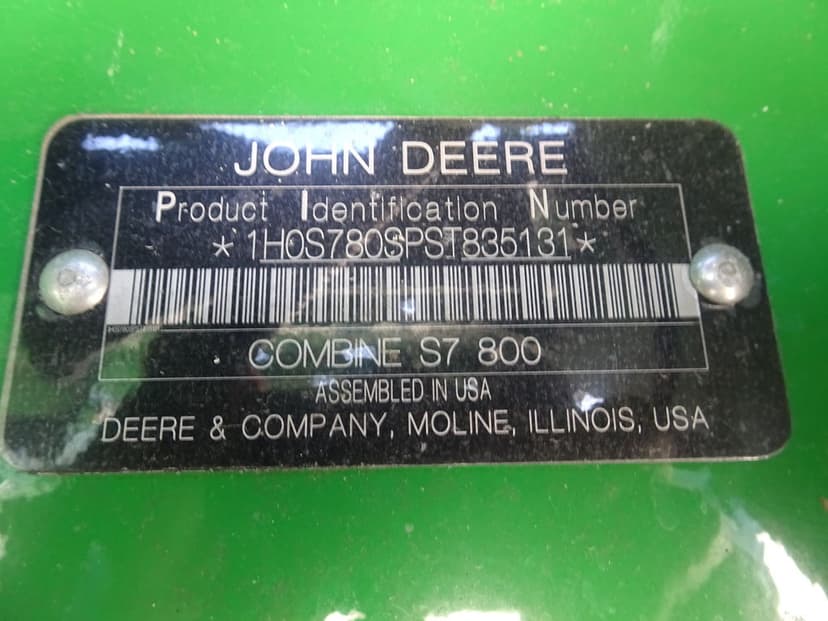 JOHN DEERE
Product Identification Number
*1H0S780SPST835131*
COMBINE S7 800
ASSEMBLED IN USA
DEERE & COMPANY, MOLINE, ILLINOIS, USA